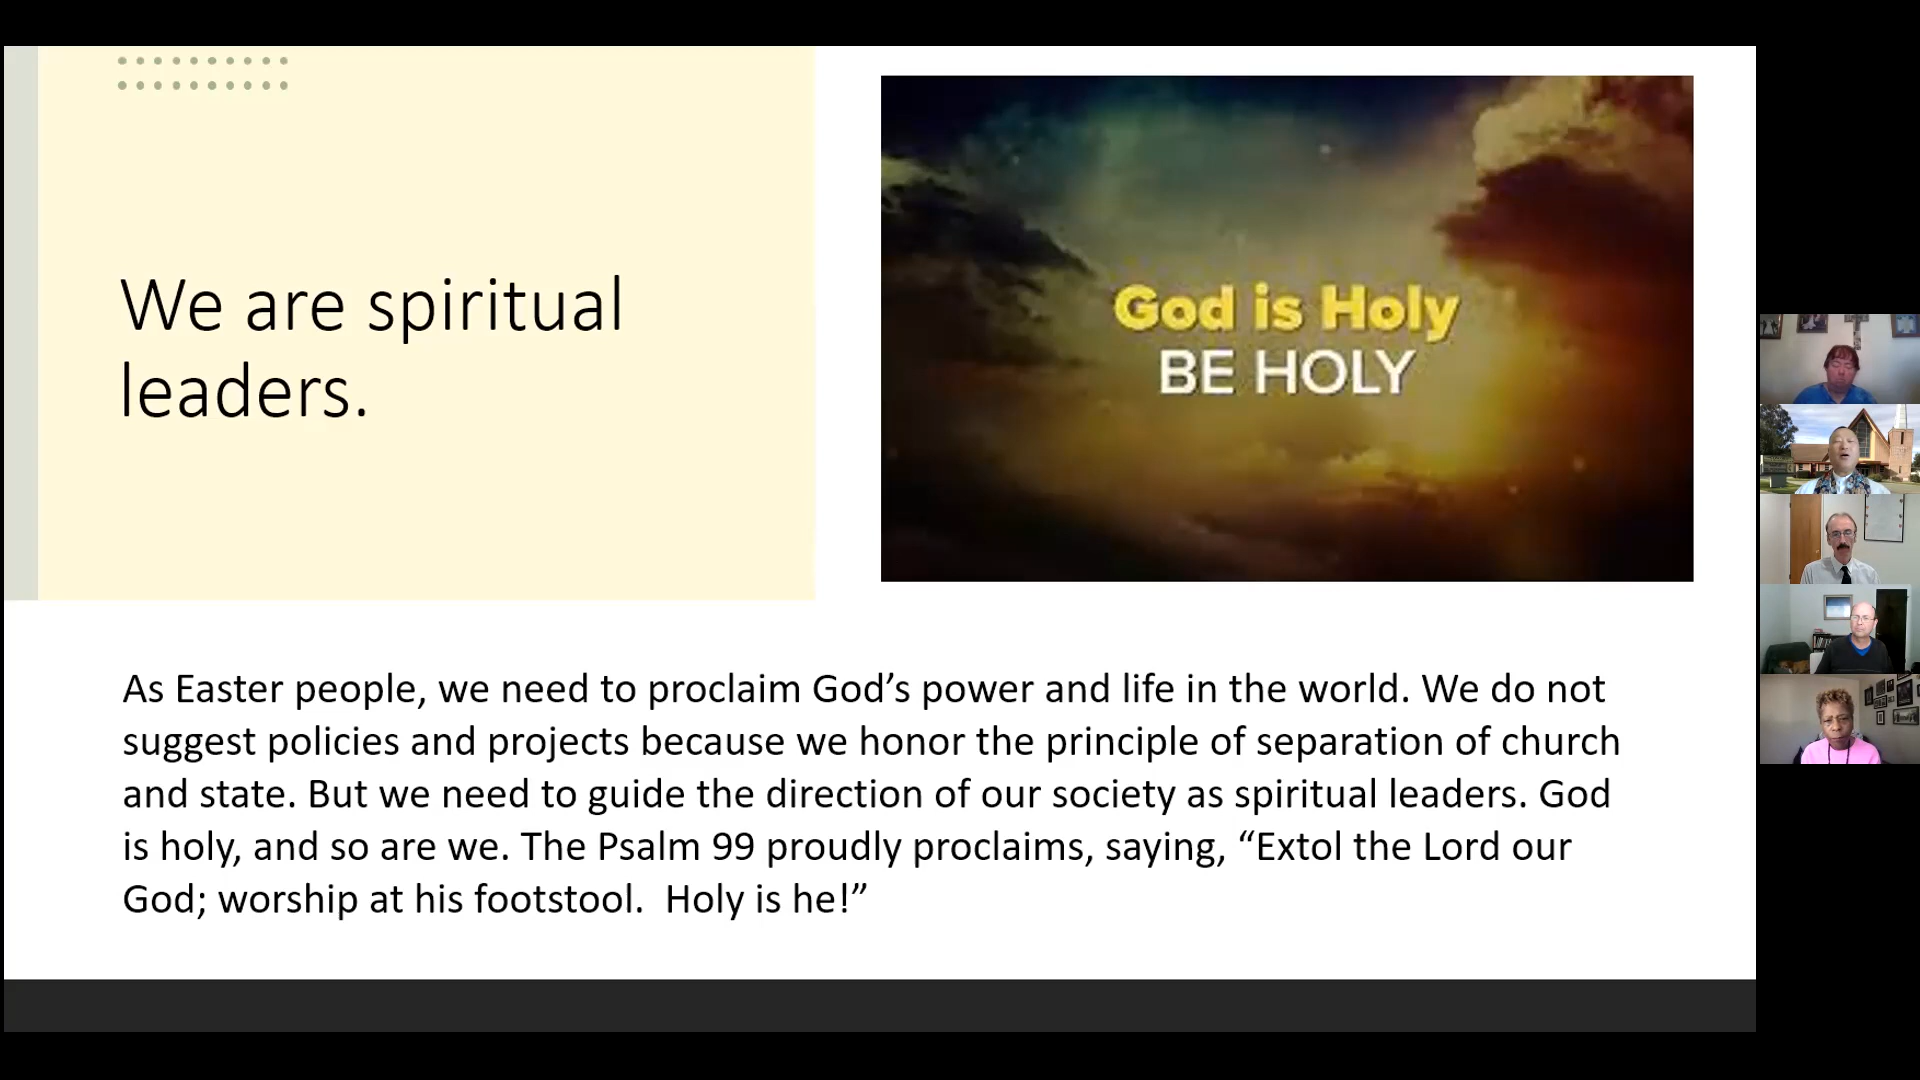 We are spiritual
leaders.
God is Holy
BE HOLY
As Easter people, we need to proclaim God’s power and life in the world. We do not
suggest policies and projects because we honor the principle of separation of church
and state. But we need to guide the direction of our society as spiritual leaders. God
is holy, and so are we. The Psalm 99 proudly proclaims, saying, “Extol the Lord our
God; worship at his footstool.  Holy is he!”